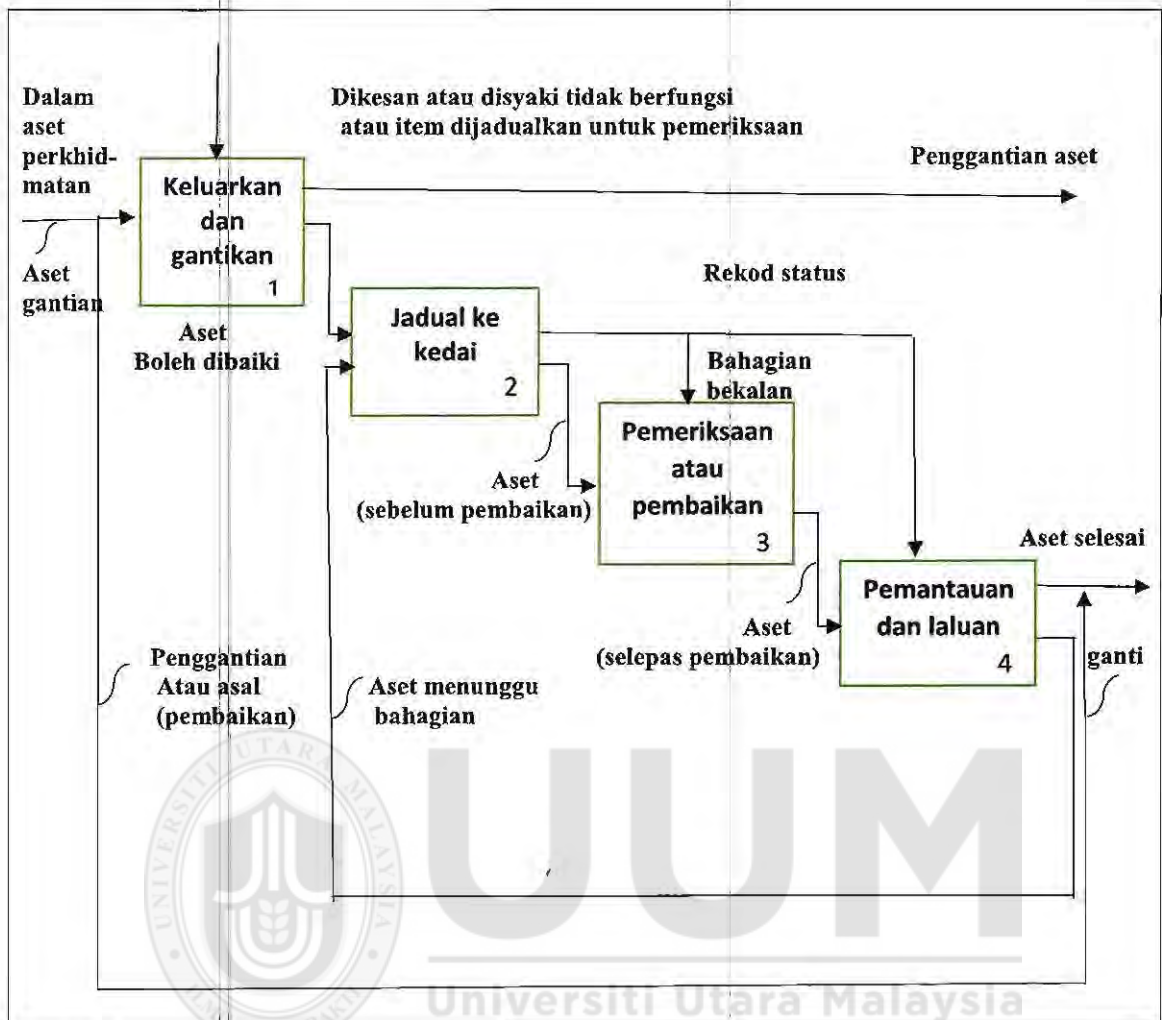 Dalam
aset
perkhid-
matan
Dikesan atau disyaki tidak berfungsi
atau item dijadualkan untuk pemeriksaan
Penggantian aset
Keluarkan
dan
gantikan
1
Aset
gantian
Aset
Boleh dibaiki
Rekod status
Jadual ke
kedai
2
Bahagian
bekalan
Pemeriksaan
atau
pembaikan
3
Aset
(sebelum pembaikan)
Aset selesai
Pemantauan
dan laluan
4
Aset
(selepas pembaikan)
ganti
Penggantian
Atau asal
(pembaikan)
Aset menunggu
bahagian
UNIVERSITI UTARA MALAYSIA
UUM
Universiti Utara Malaysia